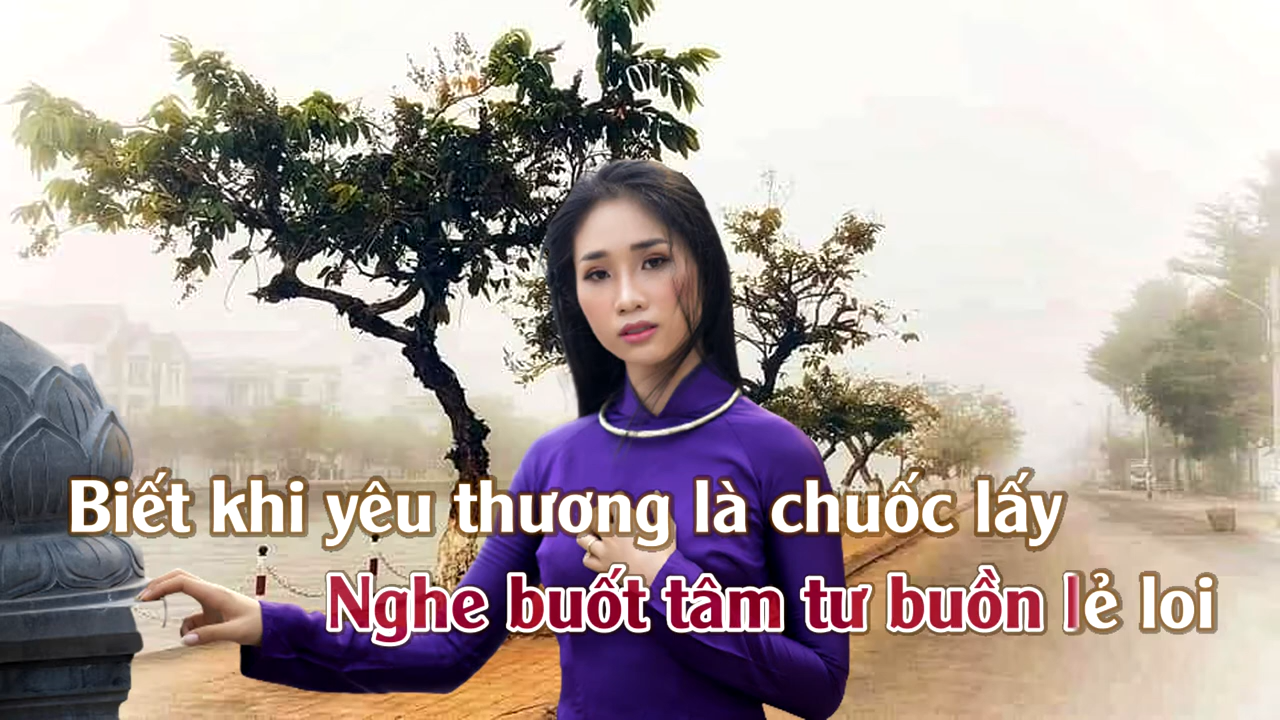 Biết khi yêu thương là chuốc lấy
Nghe buốt tâm tư buồn lẻ loi